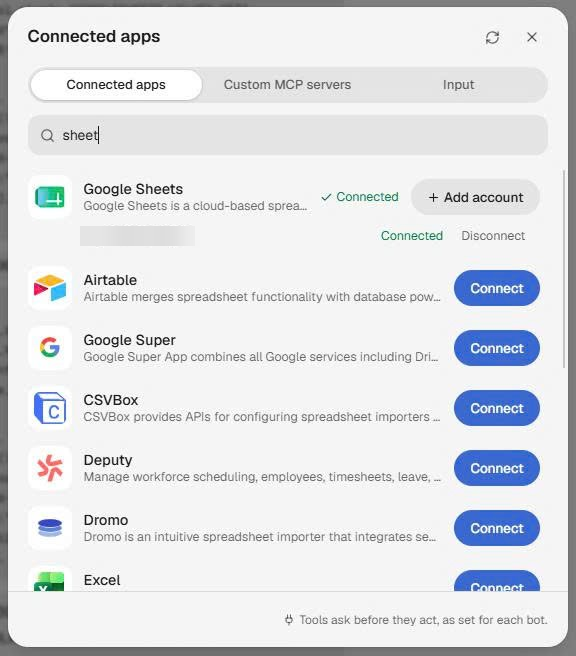 Connected apps
Connected apps
Custom MCP servers
Input
sheet
Google Sheets
Google Sheets is a cloud-based sprea...
Connected
+ Add account
Connected
Disconnect
Airtable
Airtable merges spreadsheet functionality with database pow...
Connect
Google Super
Google Super App combines all Google services including Dri...
Connect
CSVBox
CSVBox provides APIs for configuring spreadsheet importers ...
Connect
Deputy
Manage workforce scheduling, employees, timesheets, leave, ...
Connect
Dromo
Dromo is an intuitive spreadsheet importer that integrates se...
Connect
Excel
Connect
Tools ask before they act, as set for each bot.